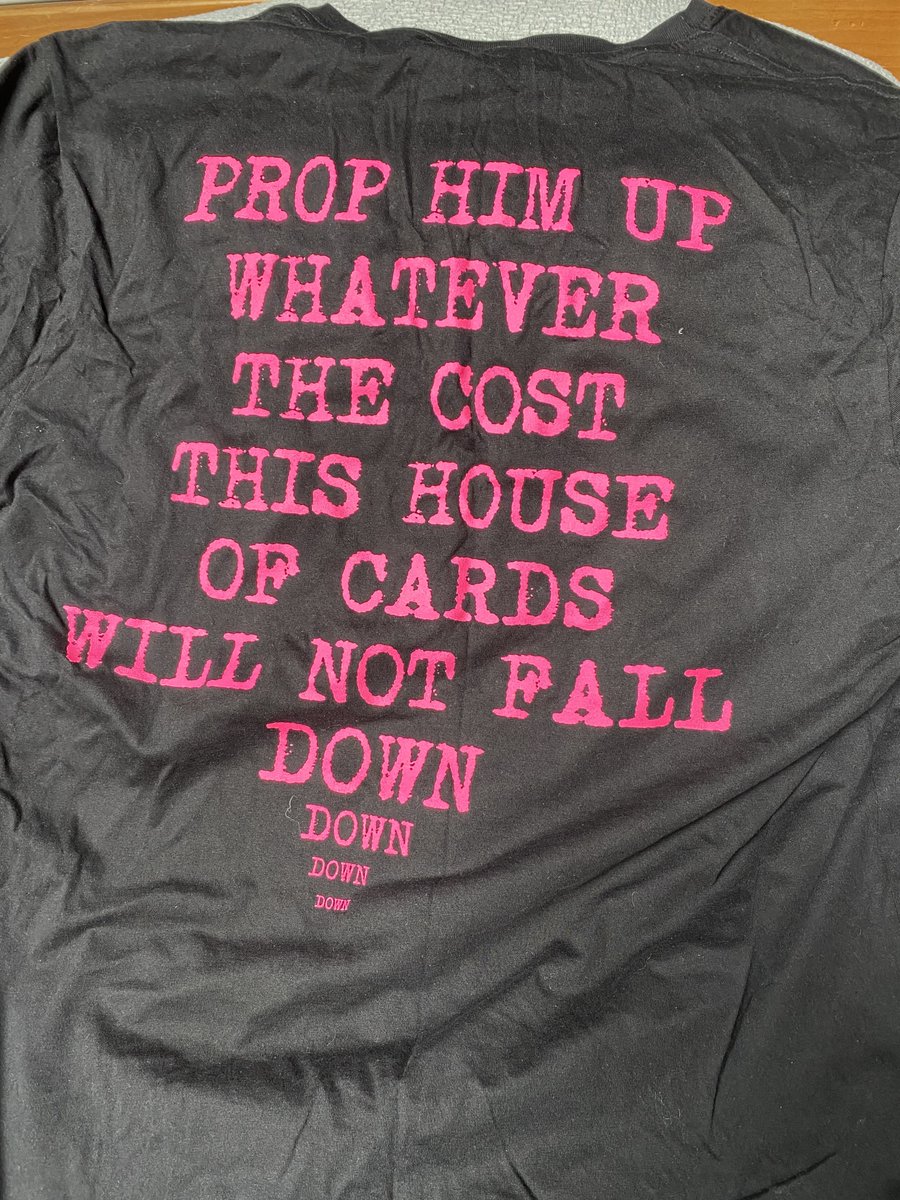 PROP HIM UP
WHATEVER
THE COST
THIS HOUSE
OF CARDS
WILL NOT FALL
DOWN
DOWN
DOWN
DOWN